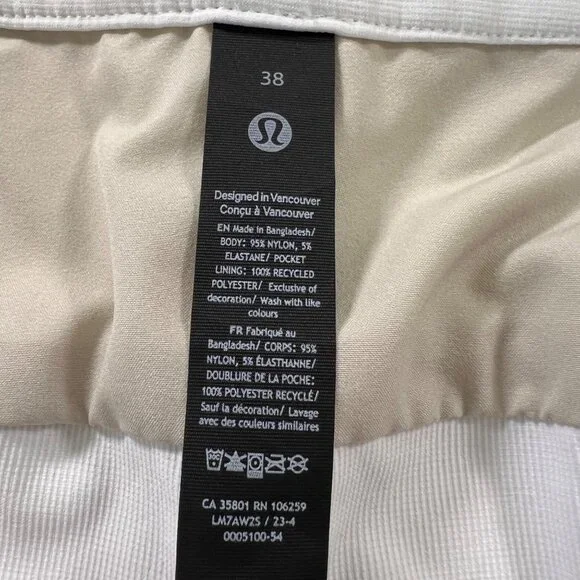 38
Designed in Vancouver
Conçu à Vancouver
EN Made in Bangladesh/
BODY: 95% NYLON, 5%
ELASTANE/ POCKET
LINING: 100% RECYCLED
POLYESTER/ Exclusive of
decoration/ Wash with like
colours
FR Fabriqué au
Bangladesh/ CORPS: 95%
NYLON, 5% ÉLASTHANNE/
DOUBLURE DE LA POCHE:
100% POLYESTER RECYCLÉ/
Sauf la décoration/ Lavage
avec des couleurs similaires
30C
CA 35801 RN 106259
LM7AW2S / 23-4
0005100-54